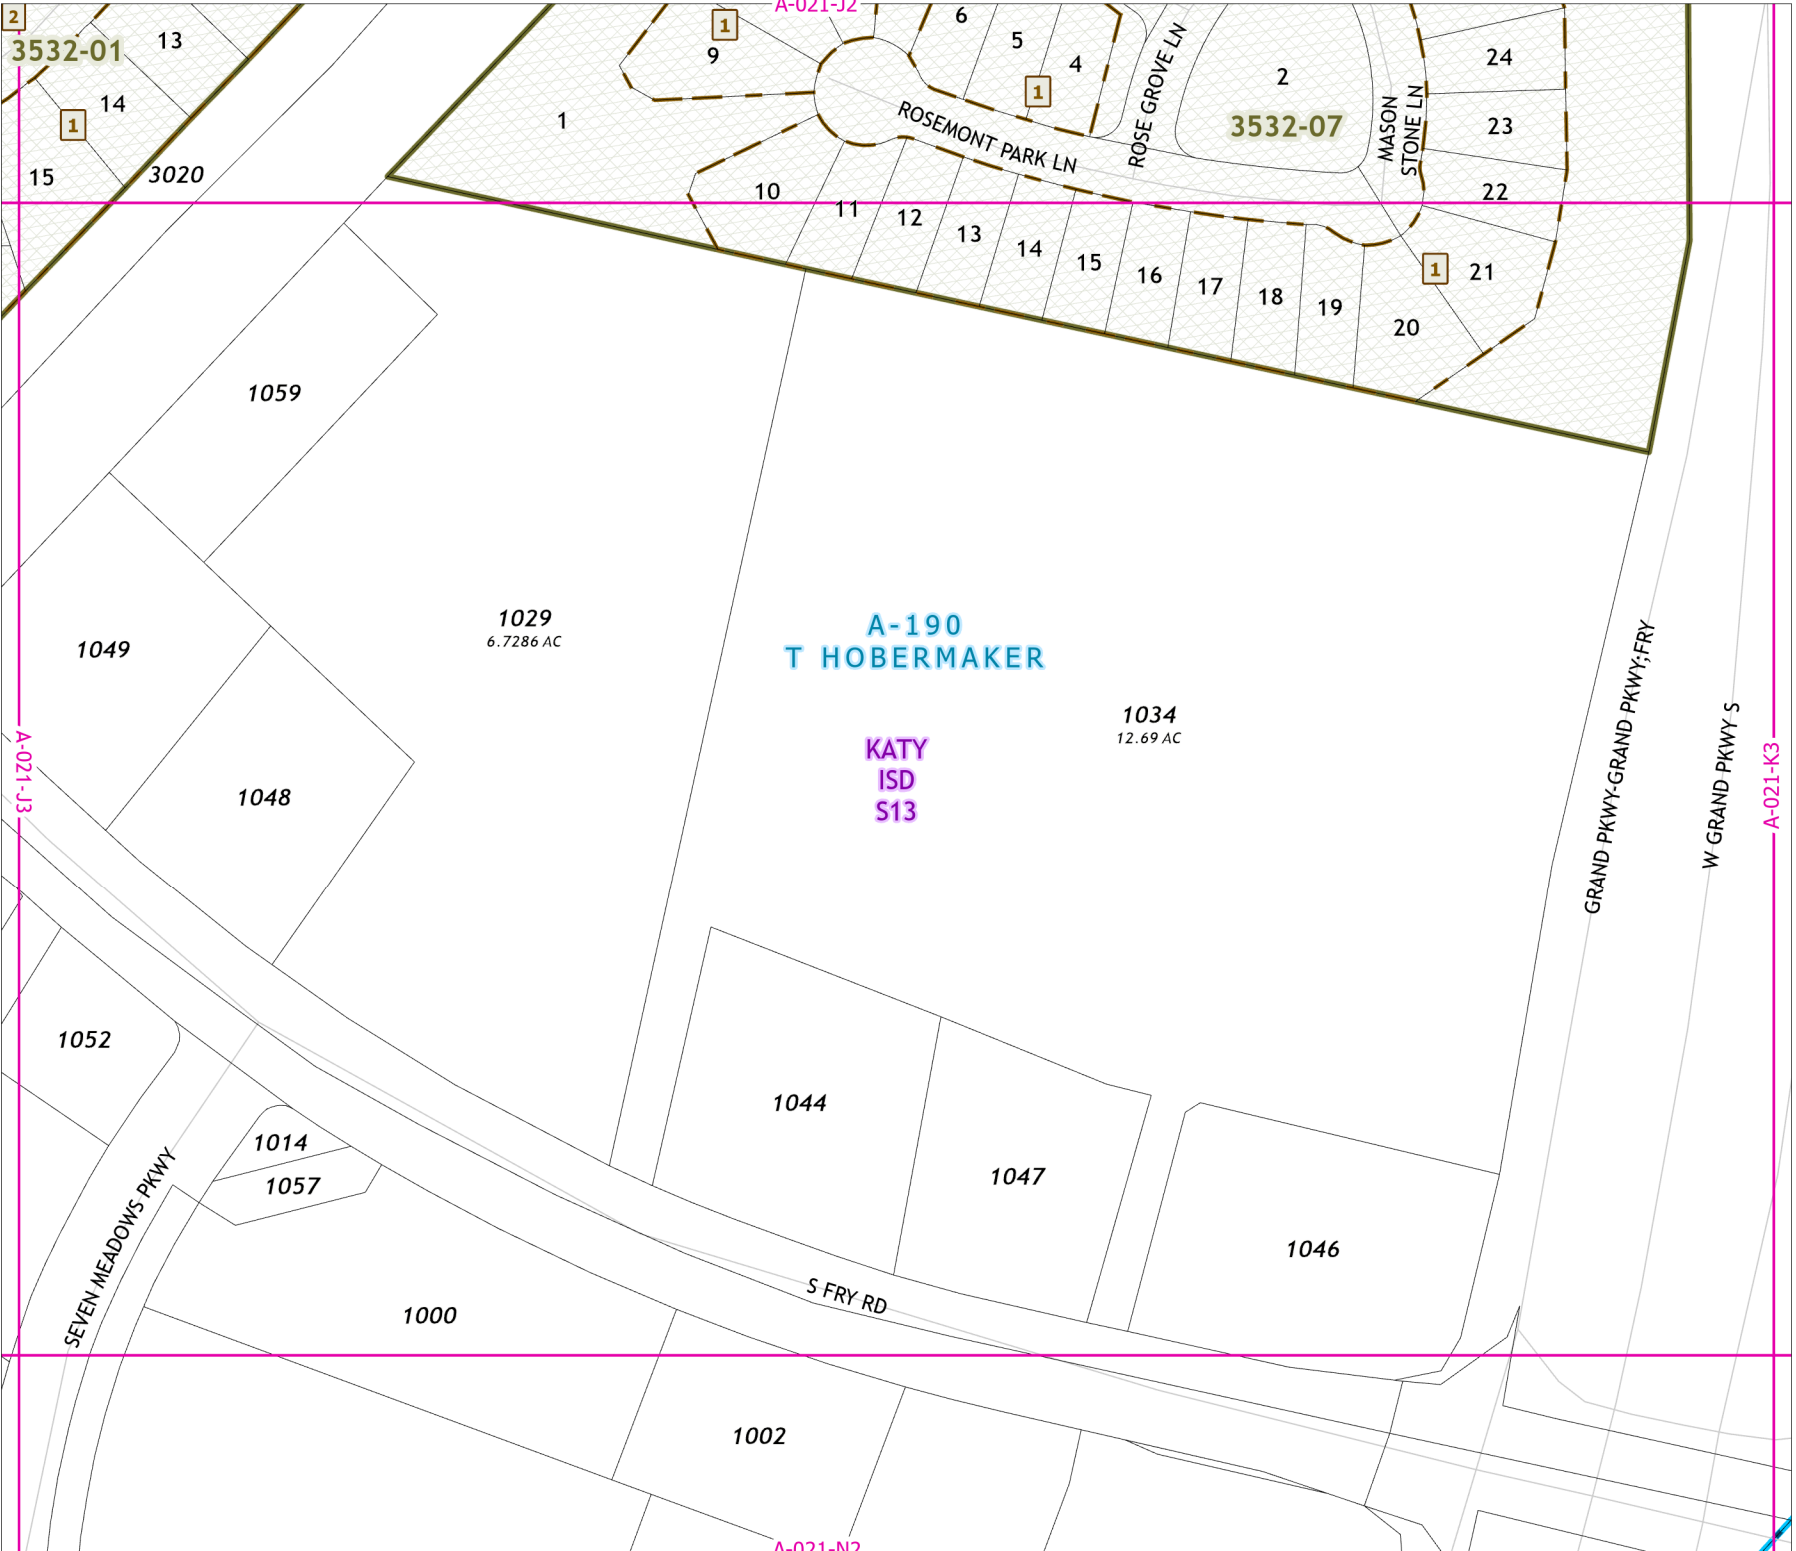 A-021-J2
2
3532-01
13
14
1
15
3020
1
9
1
6
5
4
1
ROSE GROVE LN
2
3532-07
MASON
STONE LN
24
23
22
21
1
ROSEMONT PARK LN
10
11
12
13
14
15
16
17
18
19
20
1059
1029
6.7286 AC
1049
1048
A-190
T HOBERMAKER
KATY
ISD
S13
1034
12.69 AC
GRAND PKWY-GRAND PKWY;FRY
W GRAND PKWY S
A-021-J3
A-021-K3
1052
1014
1057
SEVEN MEADOWS PKWY
1044
1047
1046
1000
S FRY RD
1002
A-021-N2